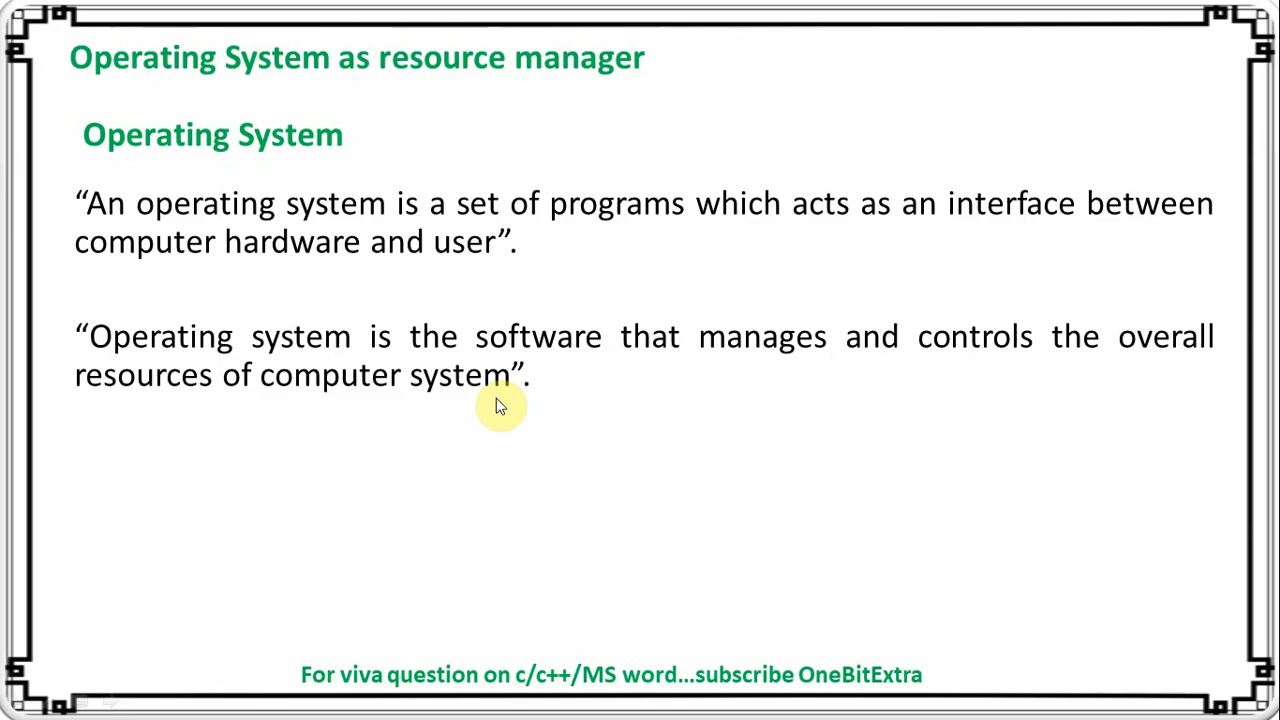 Operating System as resource manager
Operating System
“An operating system is a set of programs which acts as an interface between
computer hardware and user”.
“Operating system is the software that manages and controls the overall
resources of computer system”.
For viva question on c/c++/MS word...subscribe OneBitExtra